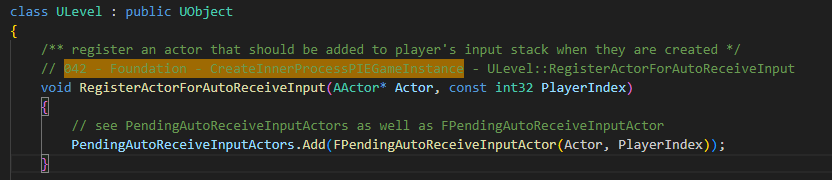 class ULevel : public UObject
{
    /** register an actor that should be added to player's input stack when they are created */
    // 042 - Foundation - CreateInnerProcessPIEGameInstance - ULevel::RegisterActorForAutoReceiveInput
    void RegisterActorForAutoReceiveInput(AActor* Actor, const int32 PlayerIndex)
    {
        // see PendingAutoReceiveInputActors as well as FPendingAutoReceiveInputActor
        PendingAutoReceiveInputActors.Add(FPendingAutoReceiveInputActor(Actor, PlayerIndex));
    }